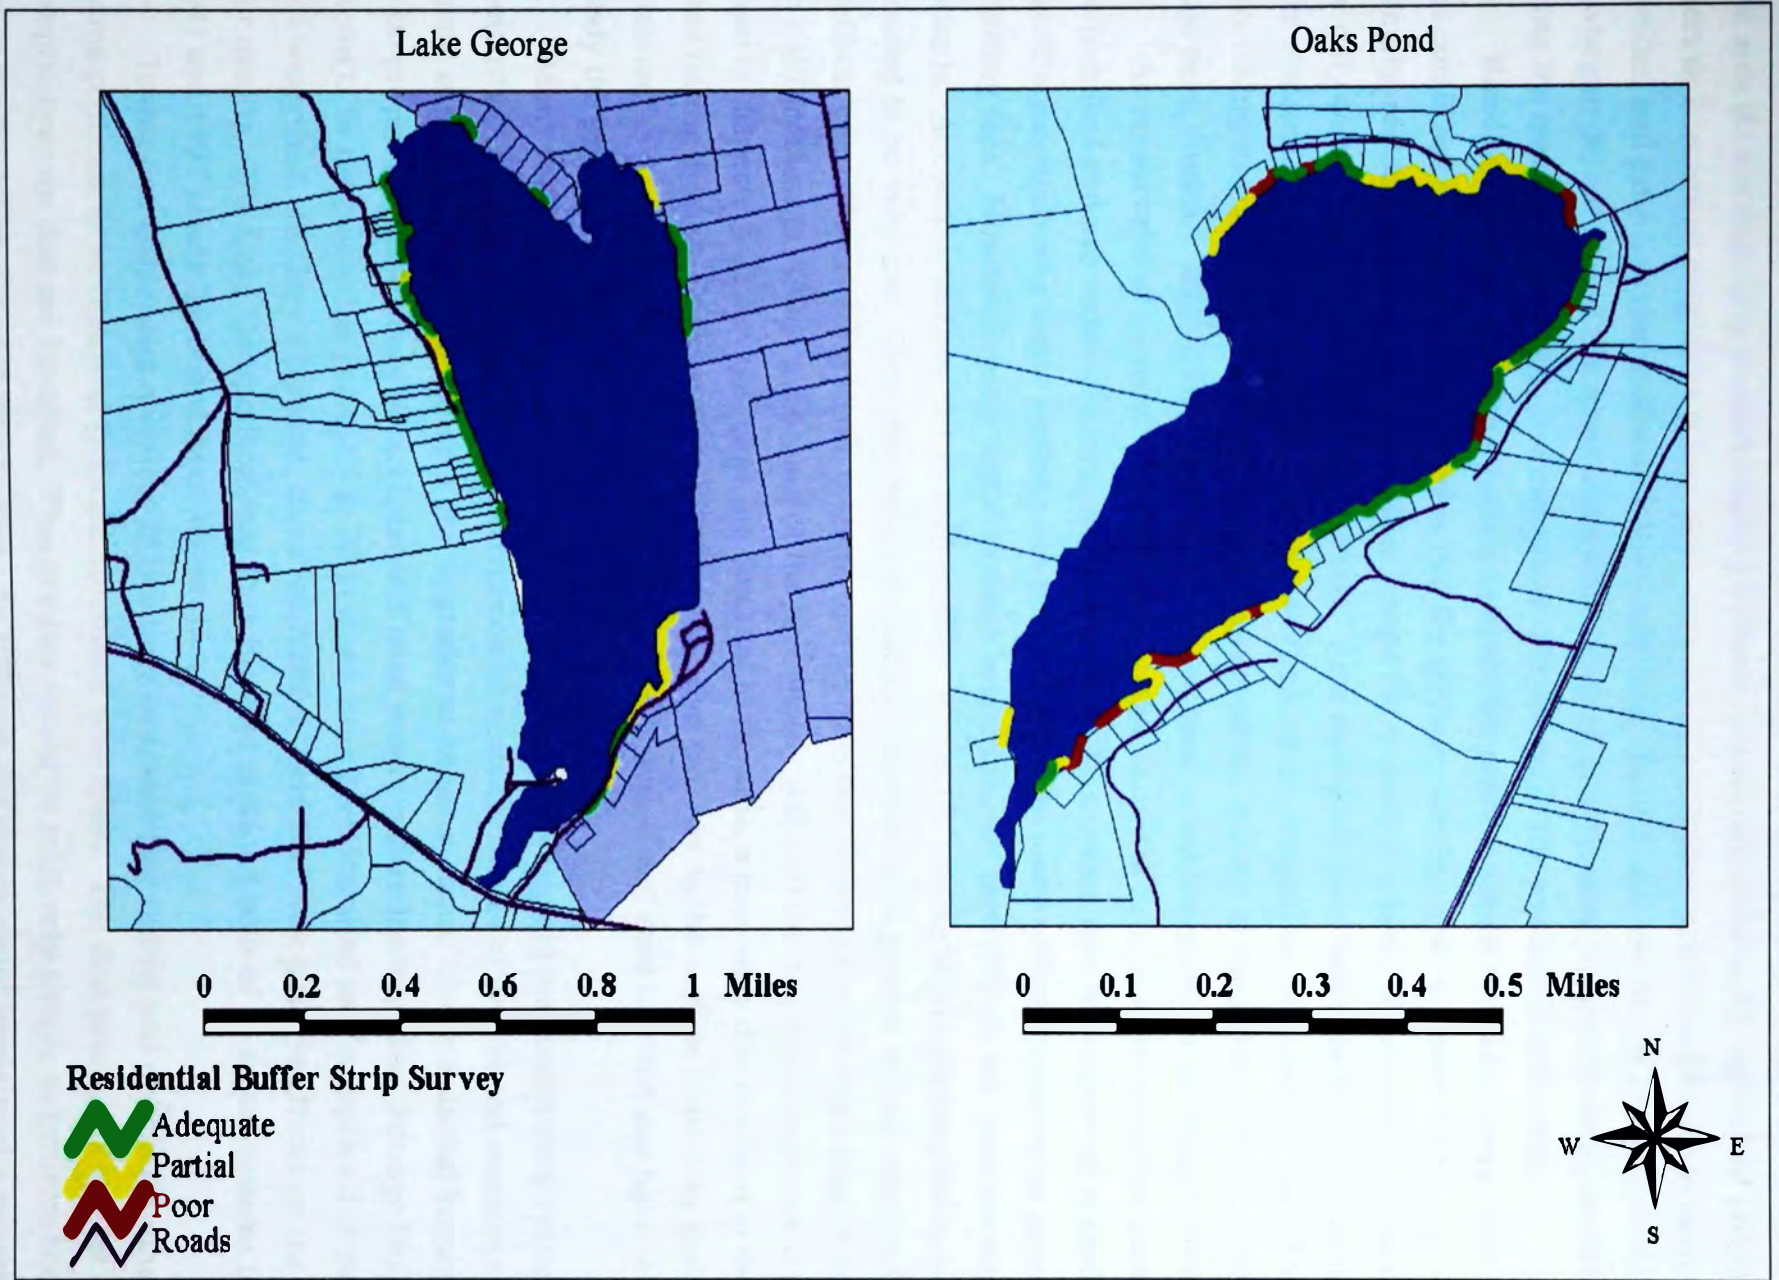 Lake George
Oaks Pond
0 0.2 0.4 0.6 0.8 1 Miles
0 0.1 0.2 0.3 0.4 0.5 Miles
Residential Buffer Strip Survey
Adequate
Partial
Poor
Roads
N
W E
S